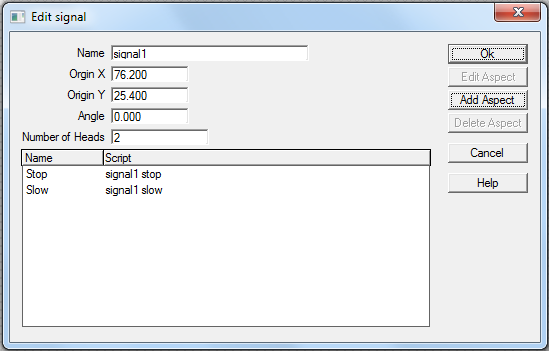 Edit signal
Name signal1 Ok
Orgin X 76.200 Edit Aspect
Origin Y 25.400 Add Aspect
Angle 0.000 Delete Aspect
Number of Heads 2
Cancel
Name Script
Stop signal1 stop Help
Slow signal1 slow